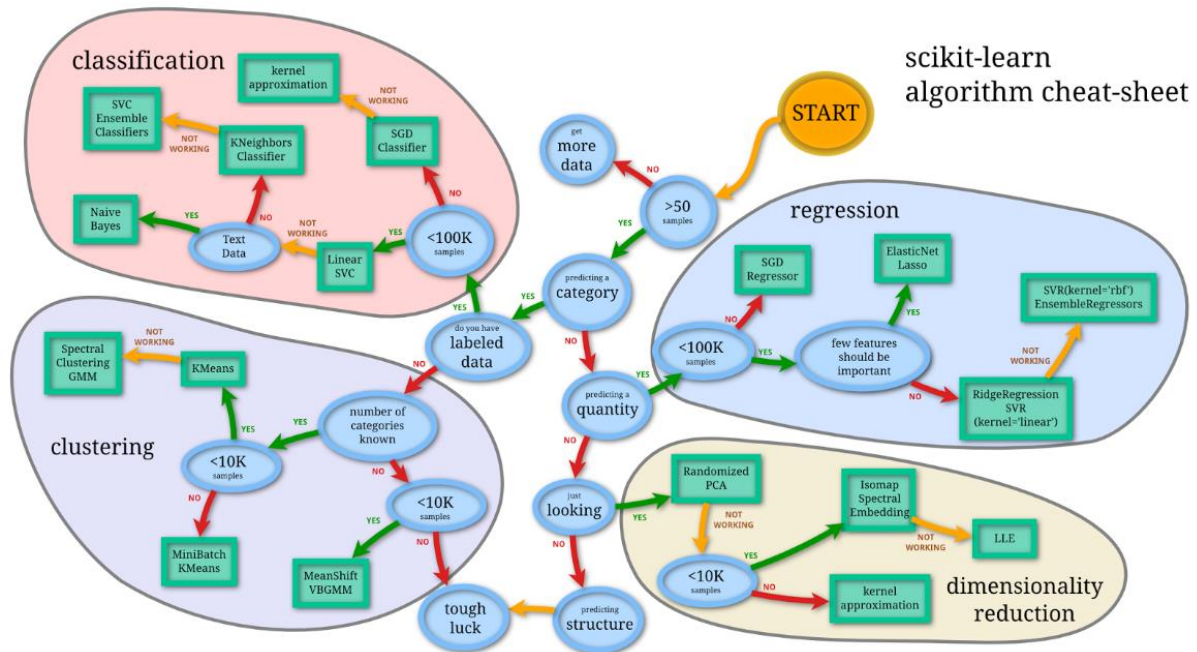 scikit-learn
algorithm cheat-sheet
START
get
more
data
NO
>50
samples
YES
predicting a
category
YES
NO
do you have
labeled
data
YES
NO
predicting a
quantity
YES
NO
just
looking
YES
NO
predicting
structure
tough
luck
classification
kernel
approximation
NOT
WORKING
SVC
Ensemble
Classifiers
NOT
WORKING
KNeighbors
Classifier
SGD
Classifier
NO
Naive
Bayes
YES
Text
Data
NO
NOT
WORKING
Linear
SVC
YES
<100K
samples
regression
SGD
Regressor
NO
<100K
samples
YES
ElasticNet
Lasso
YES
few features
should be
important
NO
SVR(kernel='rbf')
EnsembleRegressors
NOT
WORKING
RidgeRegression
SVR
(kernel='linear')
clustering
Spectral
Clustering
GMM
NOT
WORKING
KMeans
YES
<10K
samples
NO
MiniBatch
KMeans
YES
number of
categories
known
NO
<10K
samples
YES
NO
MeanShift
VBGMM
dimensionality
reduction
Randomized
PCA
NOT
WORKING
<10K
samples
YES
NO
Isomap
Spectral
Embedding
NOT
WORKING
LLE
kernel
approximation